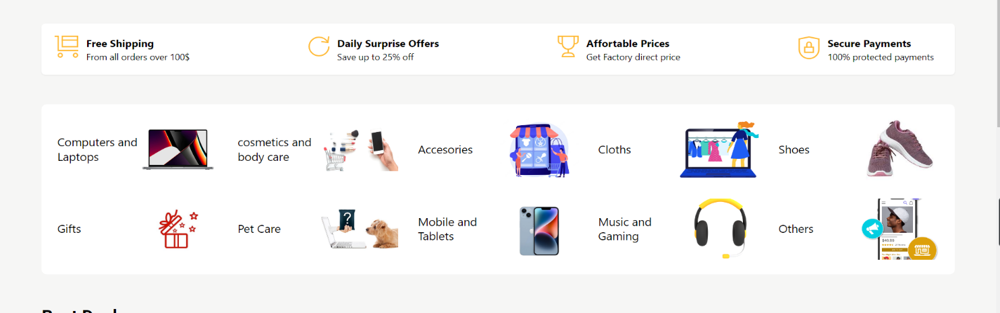 Free Shipping
From all orders over 100$
Daily Surprise Offers
Save up to 25% off
Affortable Prices
Get Factory direct price
Secure Payments
100% protected payments
Computers and
Laptops
cosmetics and
body care
Accesories
Cloths
Shoes
Gifts
Pet Care
?
Mobile and
Tablets
Music and
Gaming
Others
$40.80